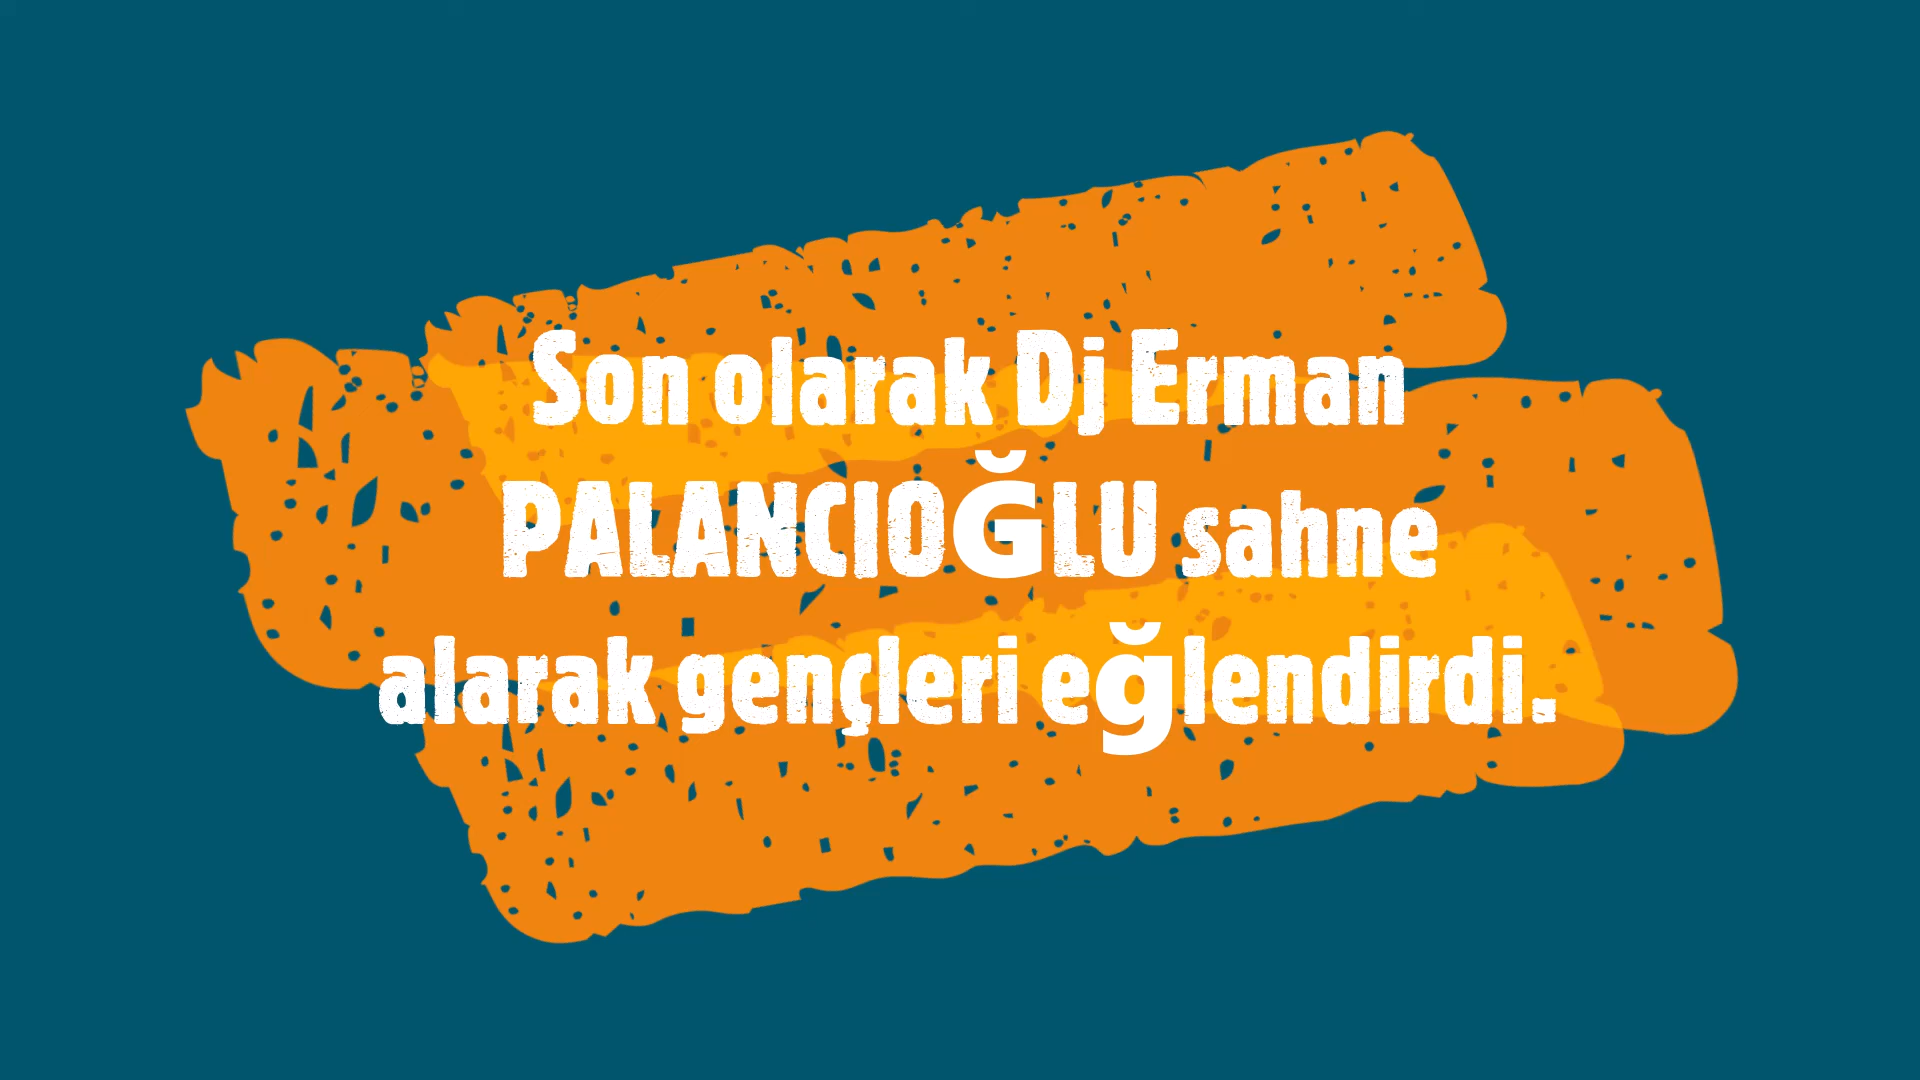 Son olarak Dj Erman
PALANCIOĞLU sahne
alarak gençleri eğlendirdi.